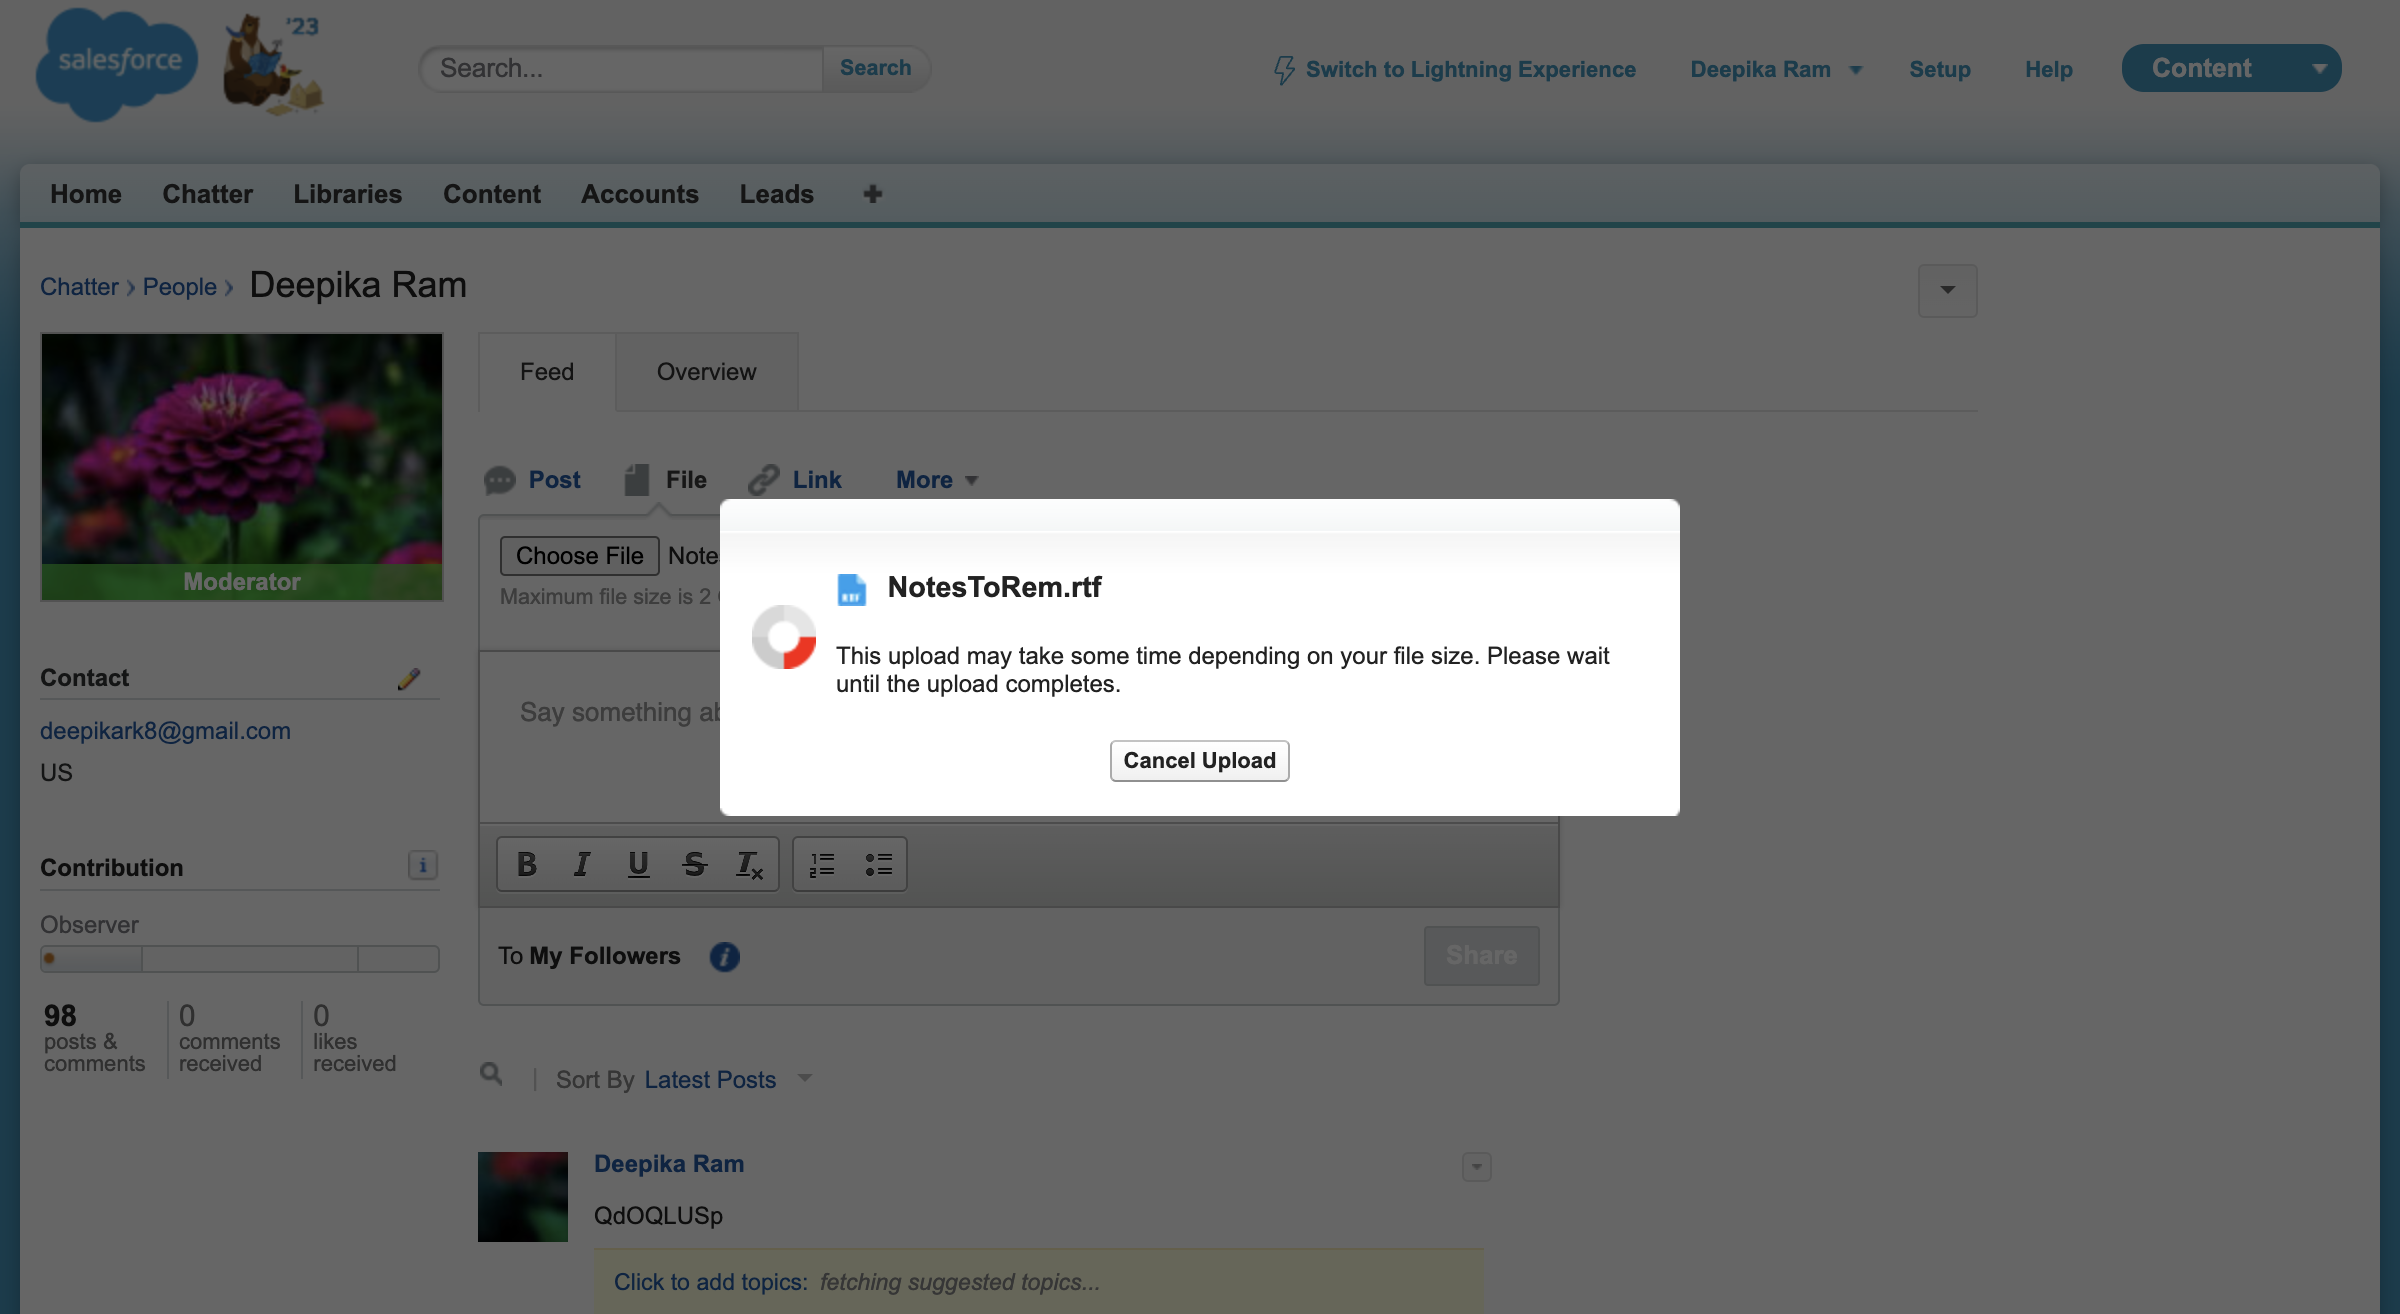 salesforce
'23
Search...
Search
Switch to Lightning Experience
Deepika Ram
Setup
Help
Content
Home
Chatter
Libraries
Content
Accounts
Leads
Chatter › People › Deepika Ram
Moderator
Contact
deepikark8@gmail.com
US
Contribution
Observer
98
posts &
comments
0
comments
received
0
likes
received
Feed
Overview
Post
File
Link
More
Choose File Note
Maximum file size is 2
Say something
NotesToRem.rtf
RTF
This upload may take some time depending on your file size. Please wait
until the upload completes.
Cancel Upload
B I U S Tx
To My Followers
Share
Sort By Latest Posts
Deepika Ram
QdOQLUSp
Click to add topics: fetching suggested topics...